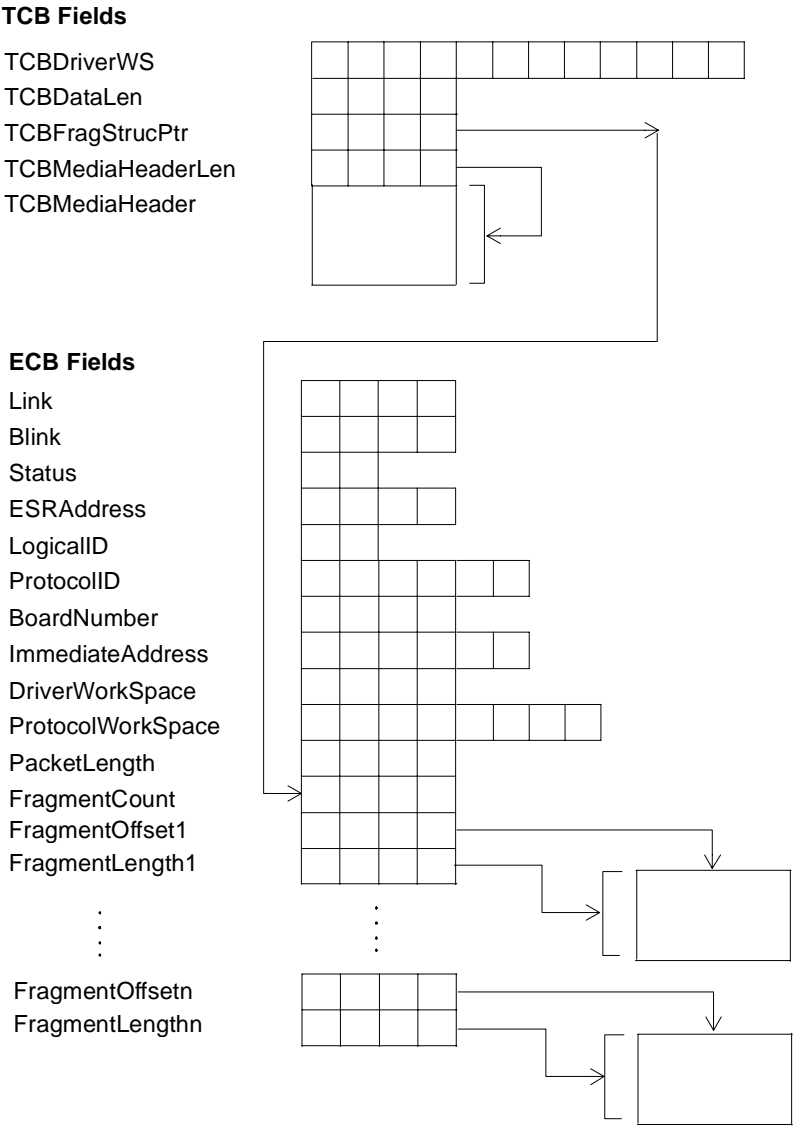 TCB Fields
TCBDriverWS
TCBDataLen
TCBFragStrucPtr
TCBMediaHeaderLen
TCBMediaHeader
ECB Fields
Link
Blink
Status
ESRAddress
LogicalID
ProtocolID
BoardNumber
ImmediateAddress
DriverWorkSpace
ProtocolWorkSpace
PacketLength
FragmentCount
FragmentOffset1
FragmentLength1
FragmentOffsetn
FragmentLengthn